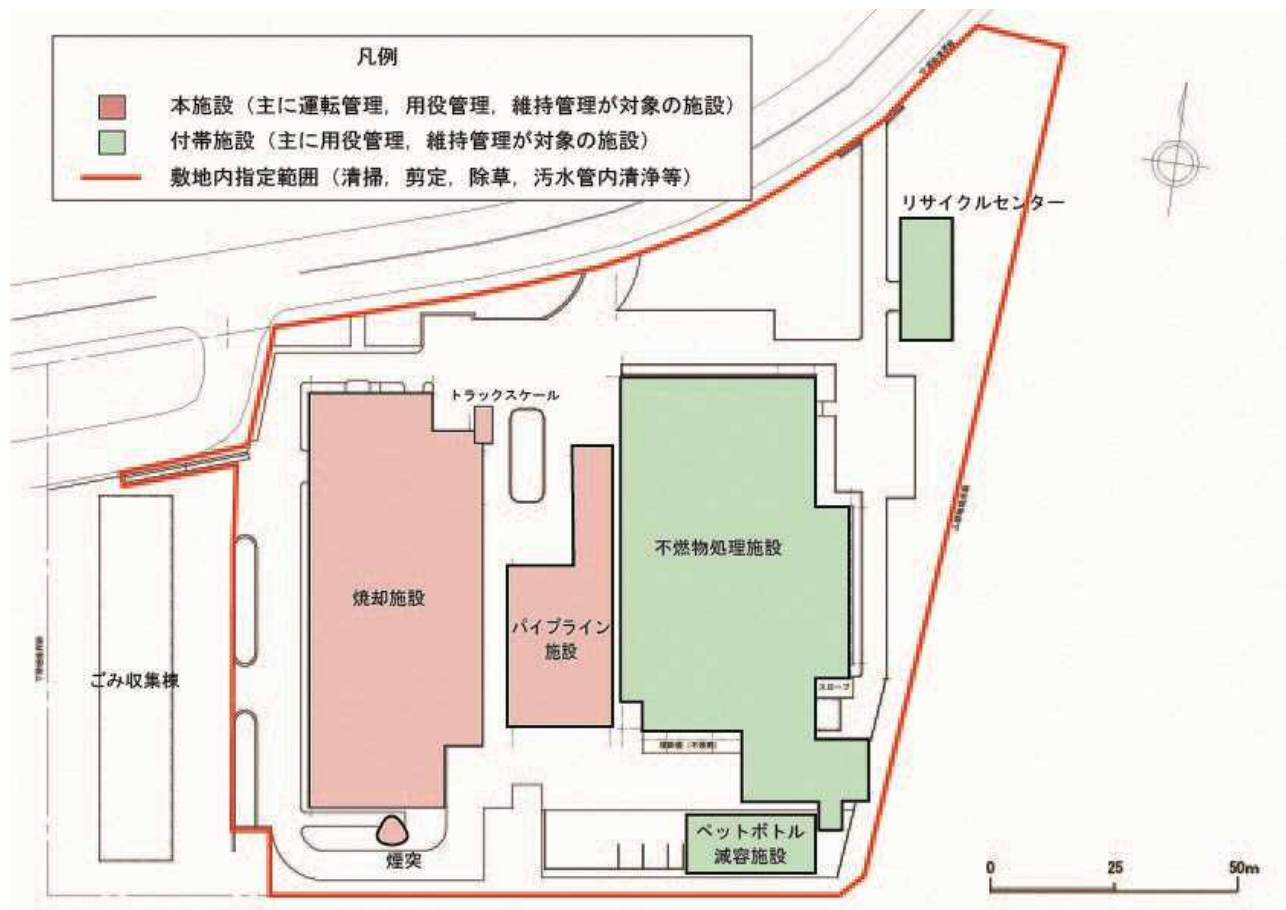 凡例
本施設（主に運転管理，用役管理，維持管理が対象の施設）
付帯施設（主に用役管理，維持管理が対象の施設）
敷地内指定範囲（清掃，剪定，除草，汚水管内清浄等）
リサイクルセンター
トラックスケール
不燃物処理施設
焼却施設
パイプライン
施設
ごみ収集棟
スロープ
ペットボトル
減容施設
煙突
0 25 50m